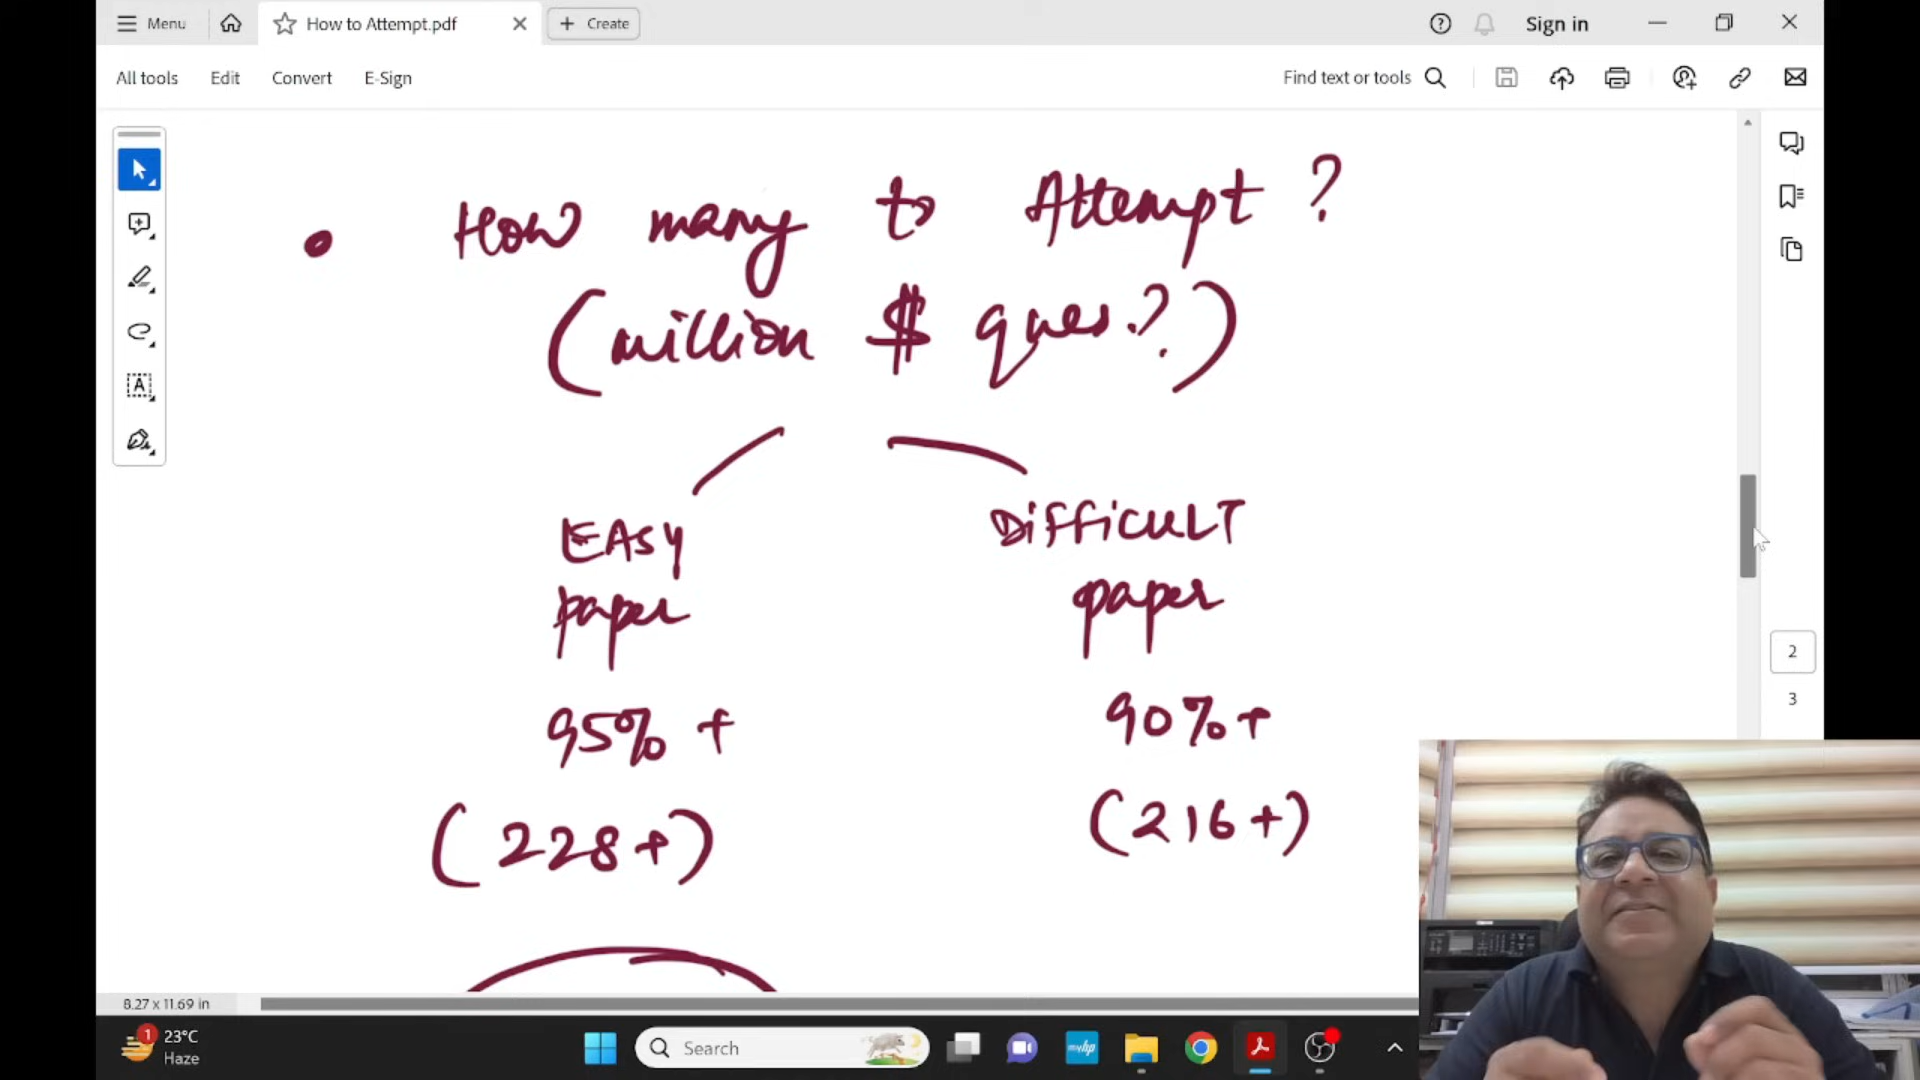 Menu
How to Attempt.pdf
Create
Sign in
All tools
Edit
Convert
E-Sign
Find text or tools
How many to Attempt ?
(million $ ques.?)
EASY
paper
DIFFICULT
paper
95% +
90% +
(228+)
(216+)
2
3
8.27 x 11.69 in
1
23°C
Haze
Search
myhp